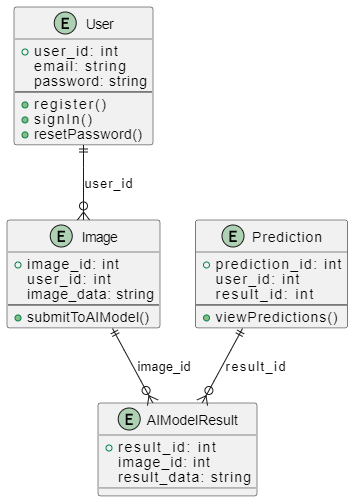 E User
user_id: int
email: string
password: string
register()
signIn()
resetPassword()
user_id
E Image
image_id: int
user_id: int
image_data: string
submitToAIModel()
E Prediction
prediction_id: int
user_id: int
result_id: int
viewPredictions()
image_id
result_id
E AIModelResult
result_id: int
image_id: int
result_data: string